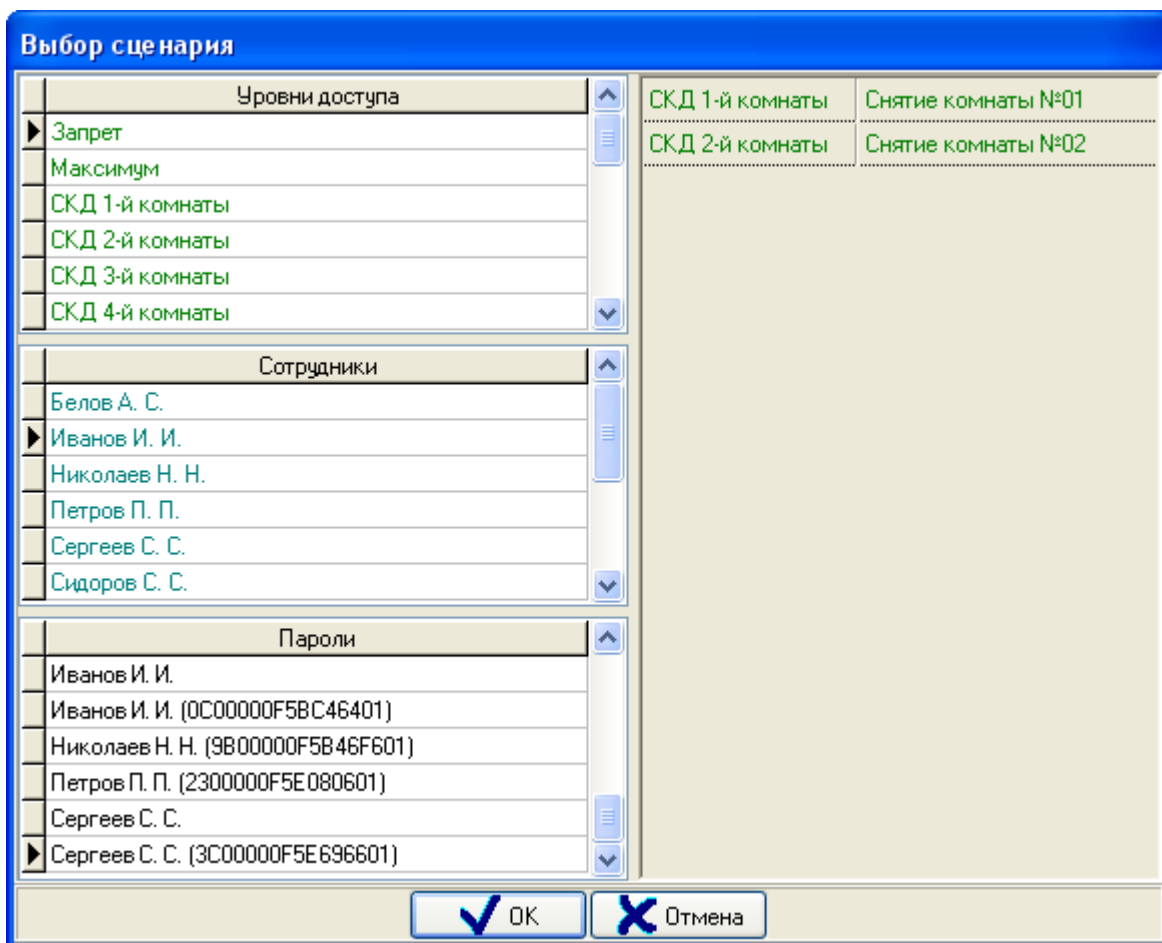 Выбор сценария
Уровни доступа
Запрет
Максимум
СКД 1-й комнаты
СКД 2-й комнаты
СКД 3-й комнаты
СКД 4-й комнаты
Сотрудники
Белов А. С.
Иванов И. И.
Николаев Н. Н.
Петров П. П.
Сергеев С. С.
Сидоров С. С.
Пароли
Иванов И. И.
Иванов И. И. (0C00000F5BC46401)
Николаев Н. Н. (9B00000F5B46F601)
Петров П. П. (2300000F5E080601)
Сергеев С. С.
Сергеев С. С. (3C00000F5E696601)
СКД 1-й комнаты Снятие комнаты №01
СКД 2-й комнаты Снятие комнаты №02
OK Отмена